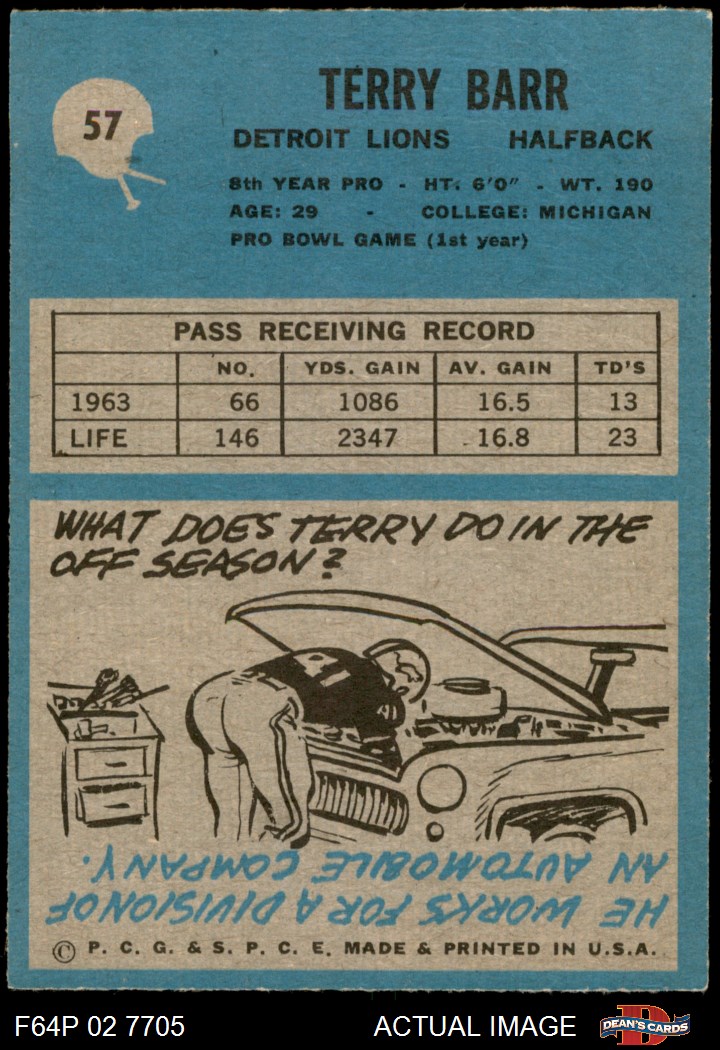 57
TERRY BARR
DETROIT LIONS HALFBACK
8th YEAR PRO - HT. 6'0" - WT. 190
AGE: 29 - COLLEGE: MICHIGAN
PRO BOWL GAME (1st year)
PASS RECEIVING RECORD
NO. YDS. GAIN AV. GAIN TD'S
1963 66 1086 16.5 13
LIFE 146 2347 16.8 23
WHAT DOES TERRY DO IN THE
OFF SEASON?
HE WORKS FOR A DIVISION OF
AN AUTOMOBILE COMPANY.
© P. C. G. & S. P. C. E. MADE & PRINTED IN U.S.A.
F64P 02 7705 ACTUAL IMAGE D DEAN'S CARDS